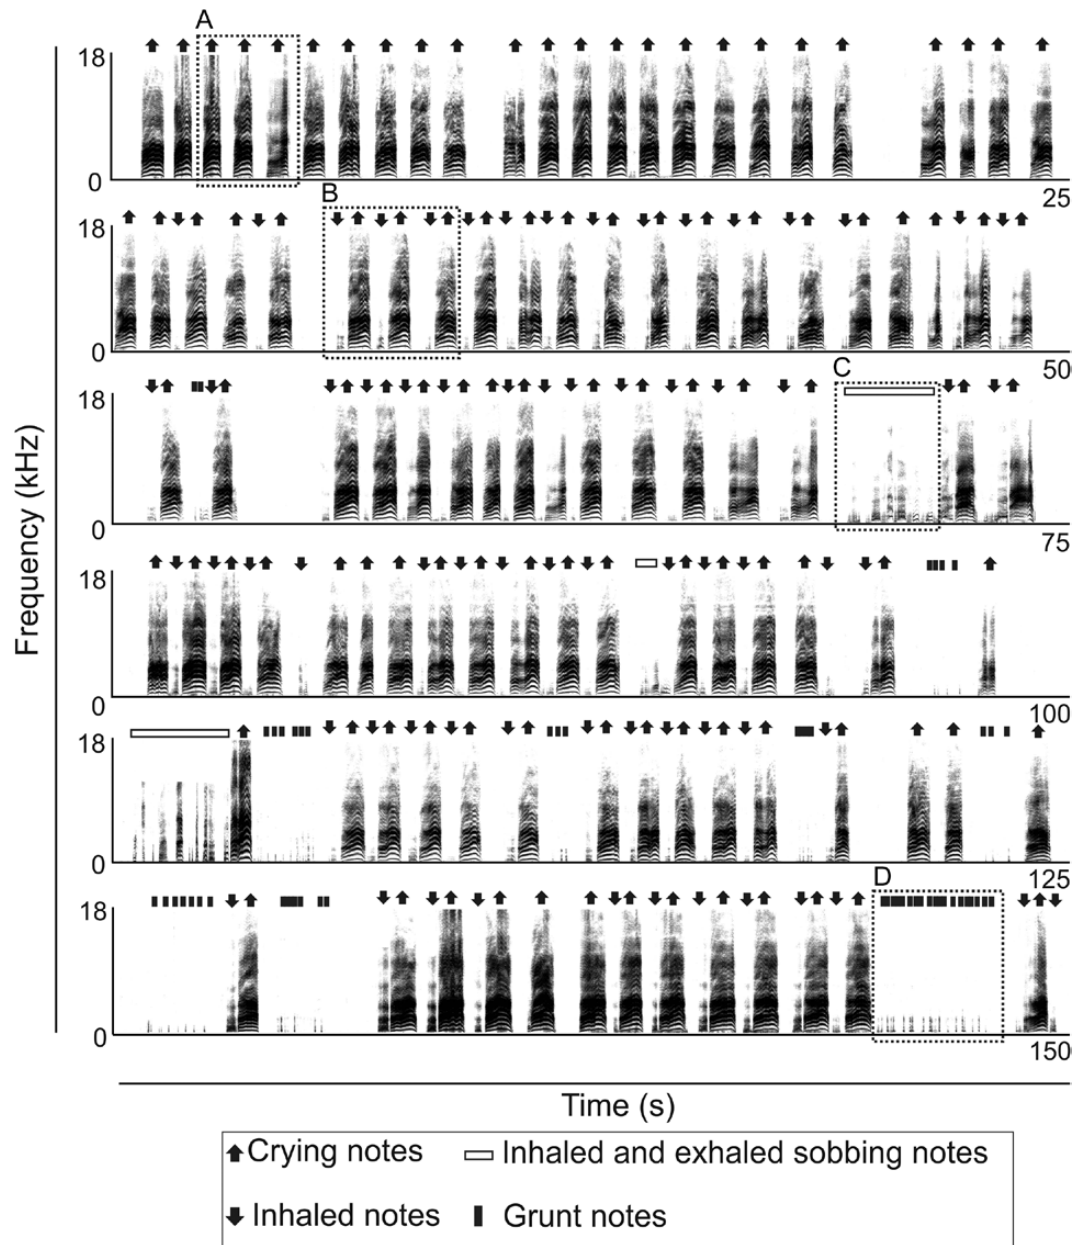 A
18
0
25
B
18
0
50
C
18
0
75
18
0
100
18
0
125
D
18
0
150
Frequency (kHz)
Time (s)
Crying notes
Inhaled and exhaled sobbing notes
Inhaled notes
Grunt notes